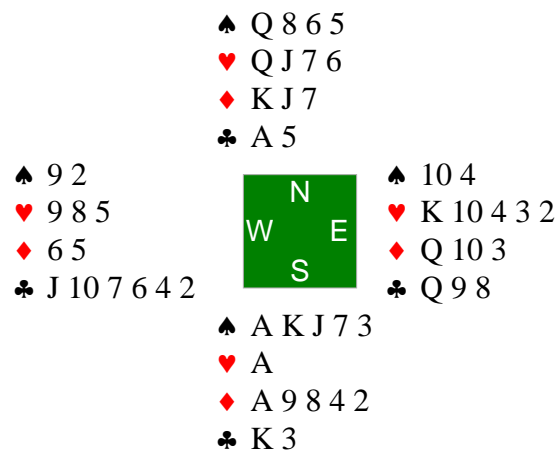 ♠ Q 8 6 5
♥ Q J 7 6
♦ K J 7
♣ A 5
♠ 9 2
♥ 9 8 5
♦ 6 5
♣ J 10 7 6 4 2
N
W E
S
♠ 10 4
♥ K 10 4 3 2
♦ Q 10 3
♣ Q 9 8
♠ A K J 7 3
♥ A
♦ A 9 8 4 2
♣ K 3